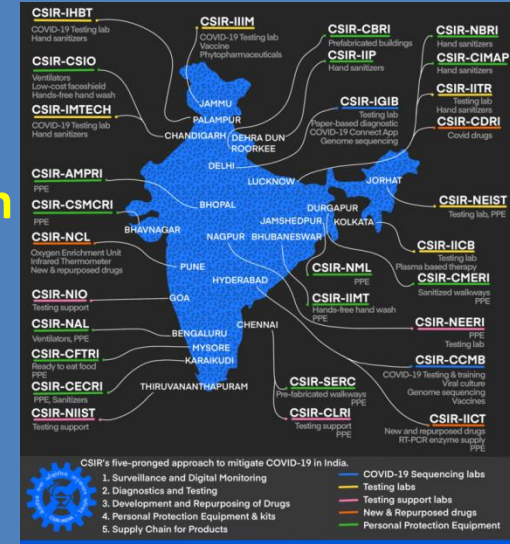 CSIR-IHBT
COVID-19 Testing lab
Hand sanitizers
CSIR-CSIO
Ventilators
Low-cost faceshield
Hands-free hand wash
CSIR-IMTECH
COVID-19 Testing lab
Hand sanitizers
CSIR-AMPRI
PPE
CSIR-CSMCRI
PPE
CSIR-NCL
Oxygen Enrichment Unit
Infrared Thermometer
New & repurposed drugs
CSIR-NIO
Testing support
CSIR-NAL
Ventilators, PPE
CSIR-CFTRI
Ready to eat food
PPE
CSIR-CECRI
PPE, Sanitizers
CSIR-NIIST
Testing support
CSIR-IIIM
COVID-19 Testing lab
Vaccine
Phytopharmaceuticals
CSIR-CBRI
Prefabricated buildings
CSIR-IIP
Hand sanitizers
CSIR-IGIB
Testing lab
Paper-based diagnostic
COVID-19 Connect App
Genome sequencing
CSIR-NBRI
Hand sanitizers
CSIR-CIMAP
Hand sanitizers
CSIR-IITR
Testing lab
Hand sanitizers
CSIR-CDRI
Covid drugs
CSIR-NEIST
Testing lab, PPE
CSIR-IICB
Testing lab
Plasma based therapy
CSIR-CMERI
Sanitized walkways
PPE
CSIR-NML
PPE
CSIR-IIMT
Hands-free hand wash
PPE
CSIR-NEERI
PPE
Testing lab
CSIR-CCMB
COVID-19 Testing & training
Viral culture
Genome sequencing
Vaccines
CSIR-SERC
Pre-fabricated walkways
PPE
CSIR-CLRI
Testing support
PPE
CSIR-IICT
New and repurposed drugs
RT-PCR enzyme supply
PPE
JAMMU
PALAMPUR
CHANDIGARH
DEHRA DUN
ROORKEE
DELHI
LUCKNOW
JORHAT
BHOPAL
DURGAPUR
JAMSHEDPUR
KOLKATA
BHAVNAGAR
NAGPUR
BHUBANESWAR
PUNE
HYDERABAD
GOA
CHENNAI
BENGALURU
MYSORE
KARAIKUDI
THIRUVANANTHAPURAM
CSIR's five-pronged approach to mitigate COVID-19 in India.
1. Surveillance and Digital Monitoring
2. Diagnostics and Testing
3. Development and Repurposing of Drugs
4. Personal Protection Equipment & kits
5. Supply Chain for Products
COVID-19 Sequencing labs
Testing labs
Testing support labs
New & Repurposed drugs
Personal Protection Equipment